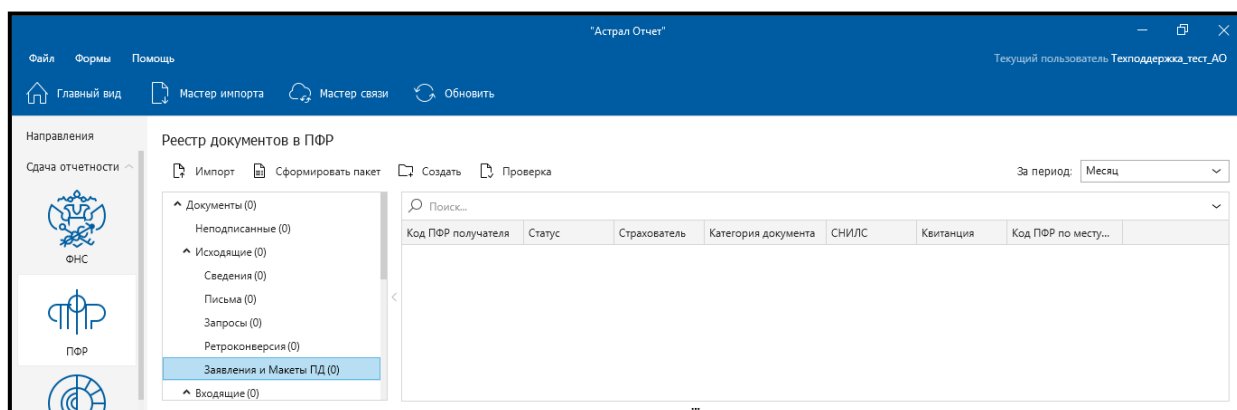 "Астрал Отчет"
Файл Формы Помощь Текущий пользователь Техподдержка_тест_АО
Главный вид Мастер импорта Мастер связи Обновить
Направления
Сдача отчетности
ФНС
ПФР
Реестр документов в ПФР
Импорт Сформировать пакет Создать Проверка За период: Месяц
Документы (0)
Неподписанные (0)
Исходящие (0)
Сведения (0)
Письма (0)
Запросы (0)
Ретроконверсия (0)
Заявления и Макеты ПД (0)
Входящие (0)
Поиск...
Код ПФР получателя Статус Страхователь Категория документа СНИЛС Квитанция Код ПФР по месту...